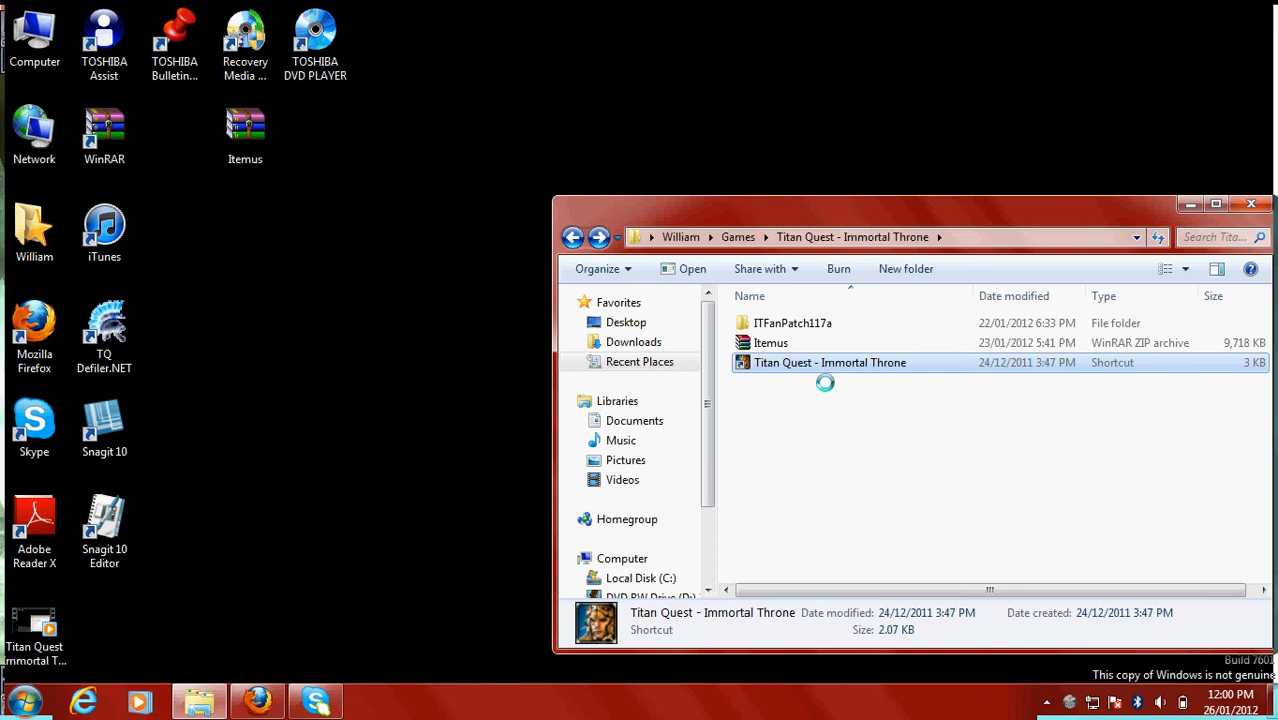 Computer
TOSHIBA
Assist
TOSHIBA
Bulletin...
Recovery
Media ...
TOSHIBA
DVD PLAYER
Network
WinRAR
Itemus
William
iTunes
Mozilla
Firefox
TQ
Defiler.NET
Skype
Snagit 10
Adobe
Reader X
Snagit 10
Editor
Titan Quest
Immortal T...
William
Games
Titan Quest - Immortal Throne
Search Tita...
Organize
Open
Share with
Burn
New folder
Name
Date modified
Type
Size
ITFanPatch117a
22/01/2012 6:33 PM
File folder
Itemus
23/01/2012 5:41 PM
WinRAR ZIP archive
9,718 KB
Titan Quest - Immortal Throne
24/12/2011 3:47 PM
Shortcut
3 KB
Favorites
Desktop
Downloads
Recent Places
Libraries
Documents
Music
Pictures
Videos
Homegroup
Computer
Local Disk (C:)
DVD RW Drive (D:)
Titan Quest - Immortal Throne
Date modified: 24/12/2011 3:47 PM
Date created: 24/12/2011 3:47 PM
Shortcut
Size: 2.07 KB
Build 7601
This copy of Windows is not genuine
12:00 PM
26/01/2012